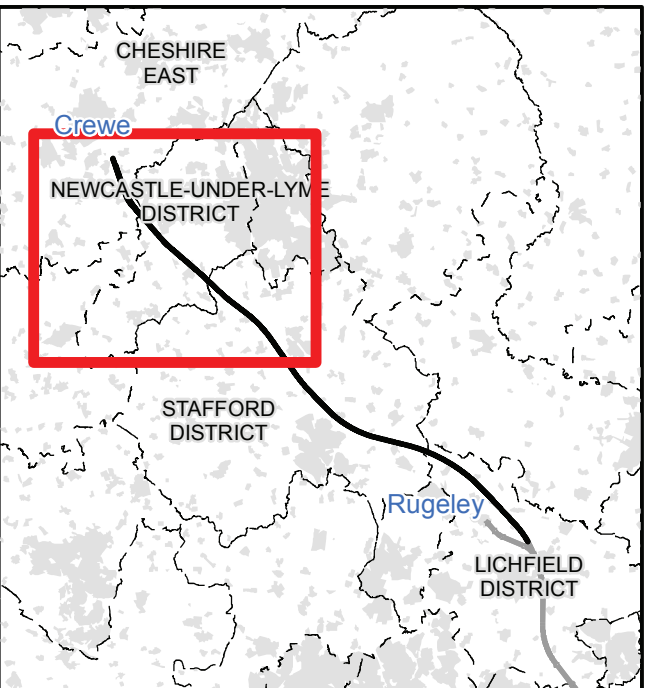 CHESHIRE
EAST
Crewe
NEWCASTLE-UNDER-LYME
DISTRICT
STAFFORD
DISTRICT
Rugeley
LICHFIELD
DISTRICT